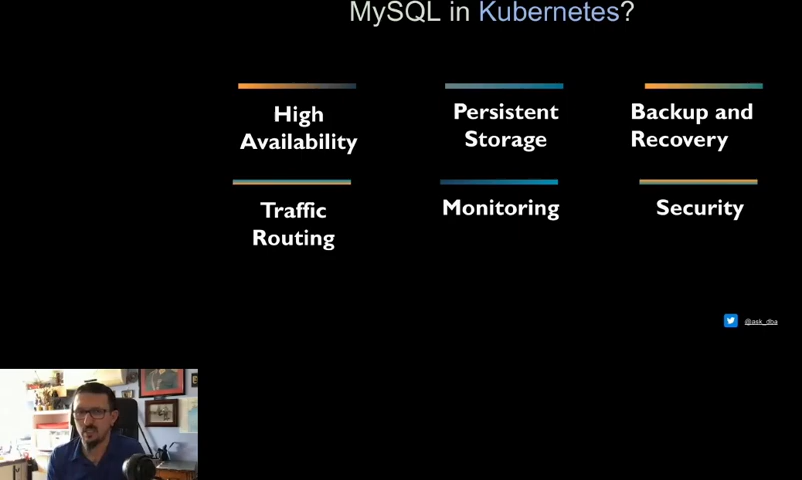 MySQL in Kubernetes?
High
Availability
Persistent
Storage
Backup and
Recovery
Traffic
Routing
Monitoring
Security
@ask_dba